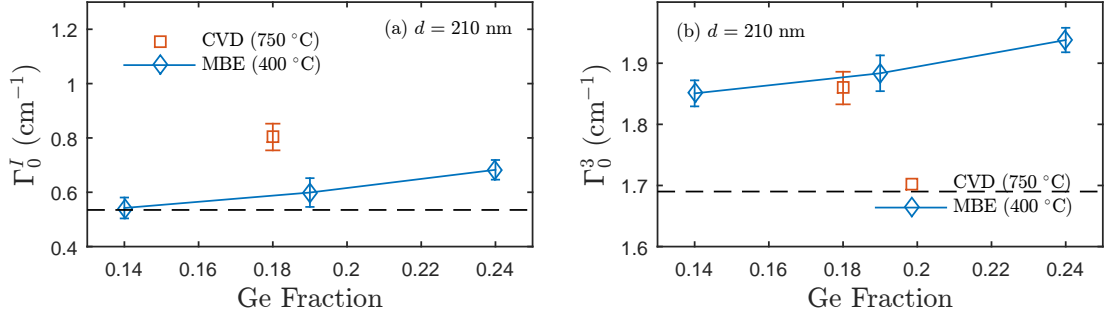 (a) d = 210 nm
CVD (750 °C)
MBE (400 °C)
1.2
1
0.8
0.6
0.4
Γ₀ᴵ (cm⁻¹)
0.14 0.16 0.18 0.2 0.22 0.24
Ge Fraction
(b) d = 210 nm
1.9
1.8
1.7
1.6
Γ₀³ (cm⁻¹)
CVD (750 °C)
MBE (400 °C)
0.14 0.16 0.18 0.2 0.22 0.24
Ge Fraction